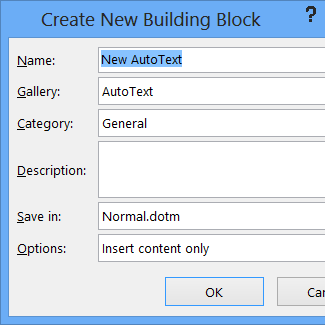 Create New Building Block ?
Name: New AutoText
Gallery: AutoText
Category: General
Description:
Save in: Normal.dotm
Options: Insert content only
OK Can